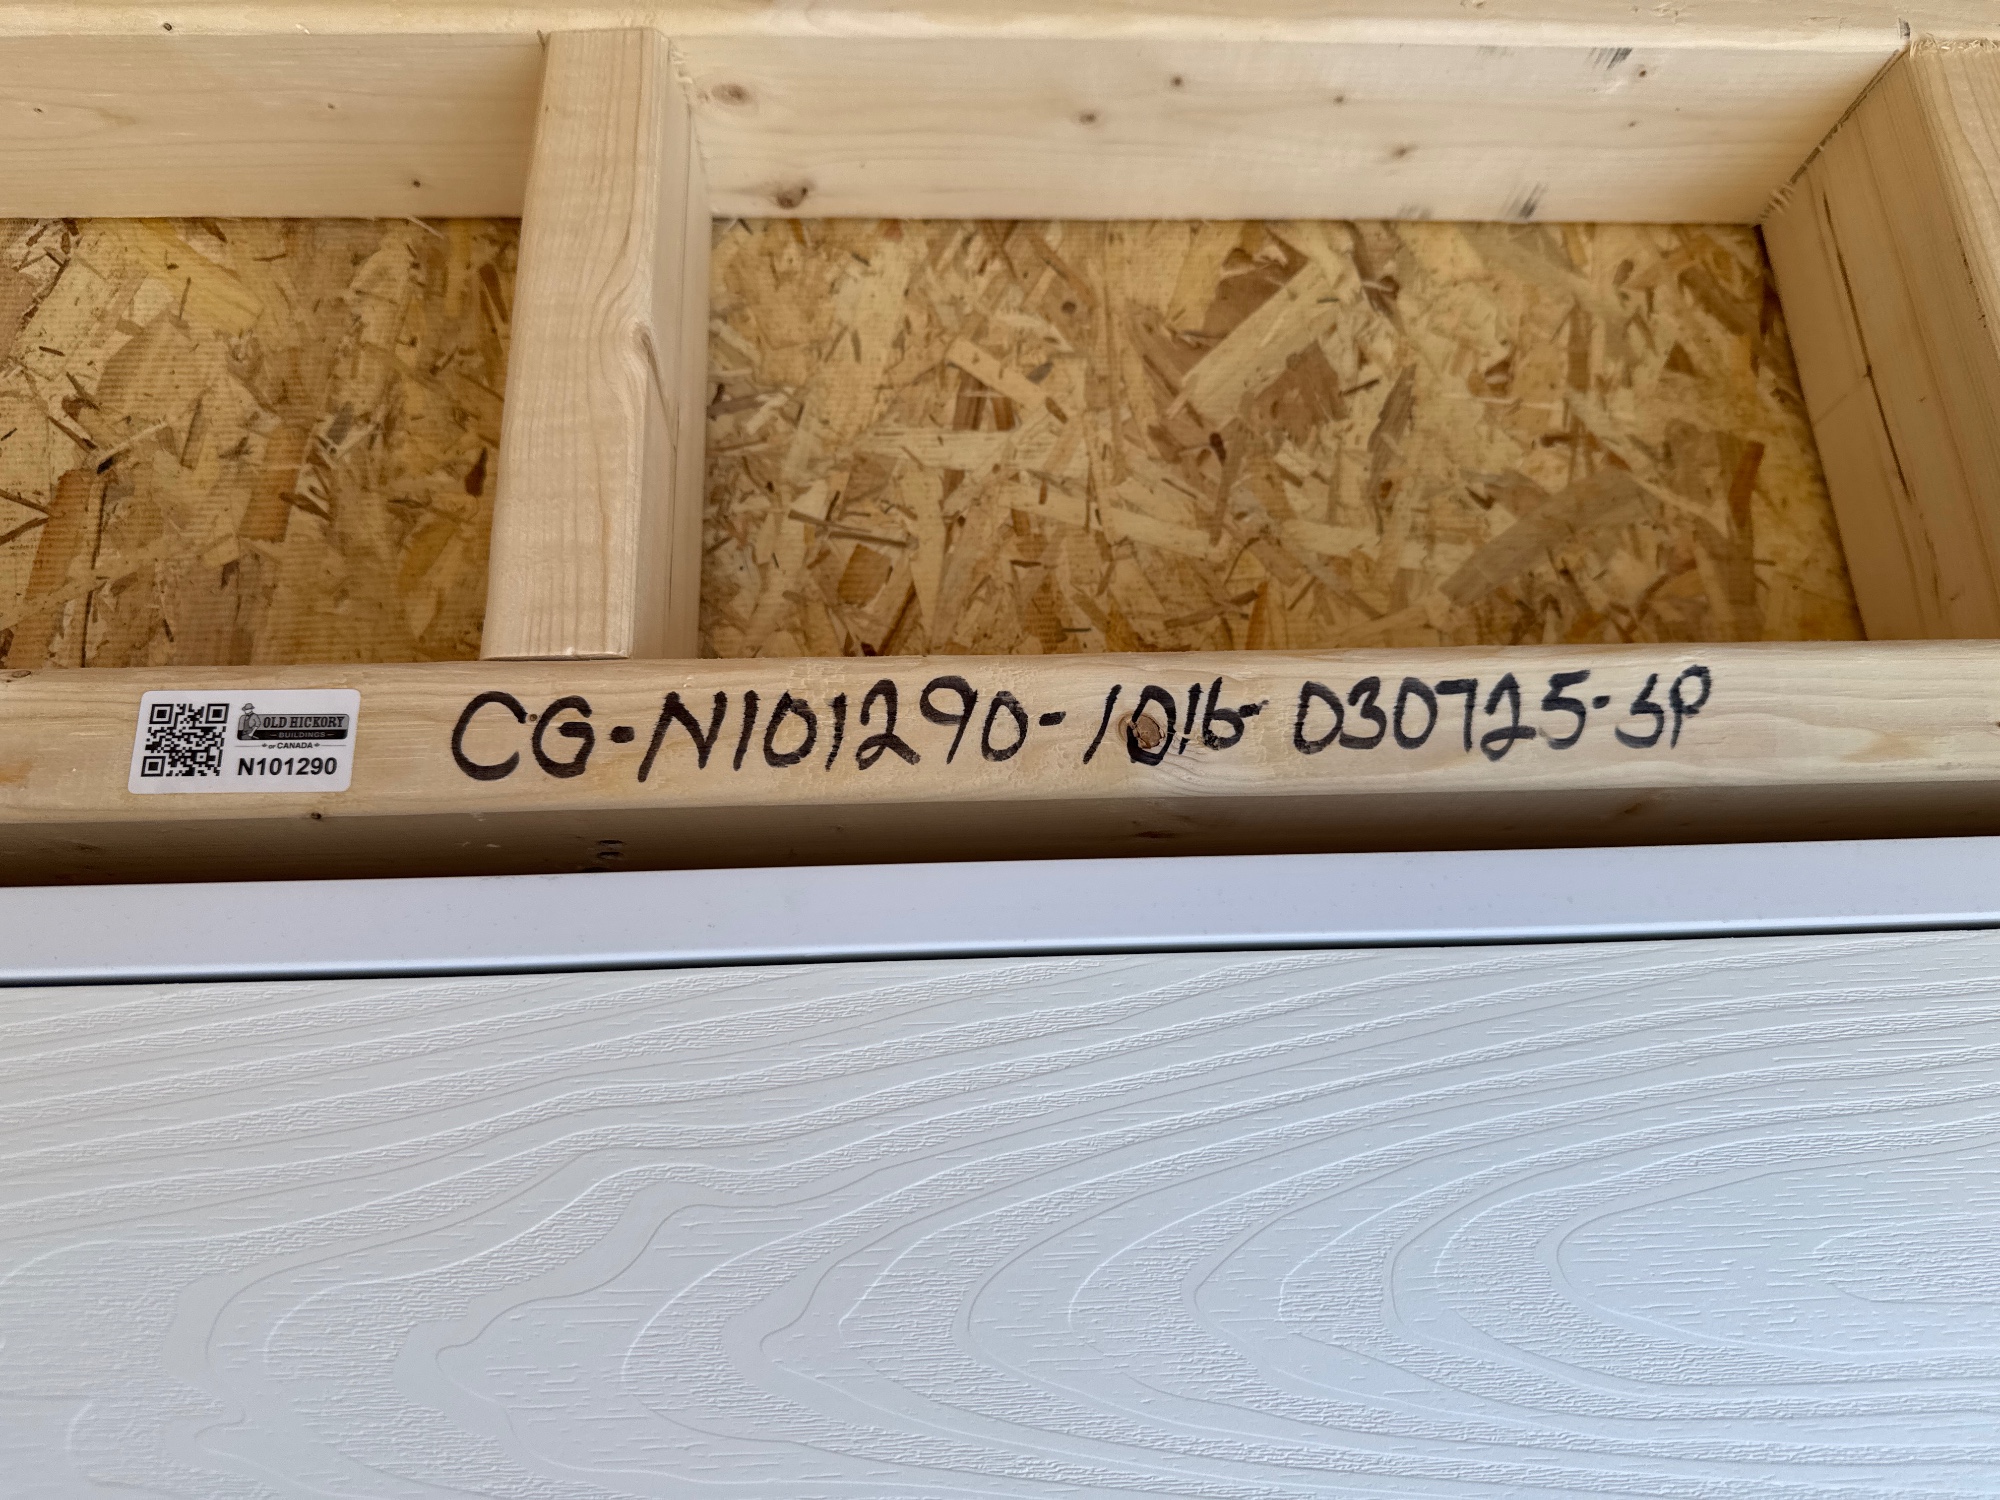 OLD HICKORY
BUILDINGS
OF CANADA
N101290
CG-N101290-1016-030725-SP